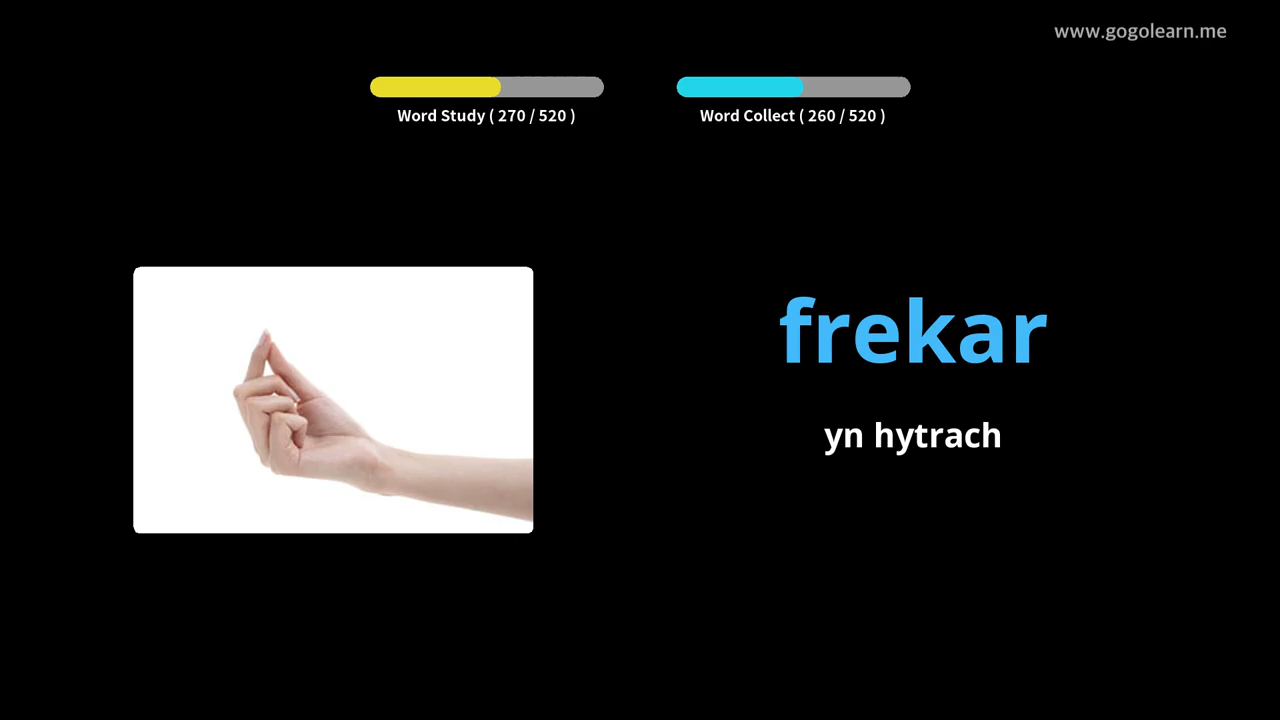 www.gogolearn.me
Word Study ( 270 / 520 )
Word Collect ( 260 / 520 )
frekar
yn hytrach